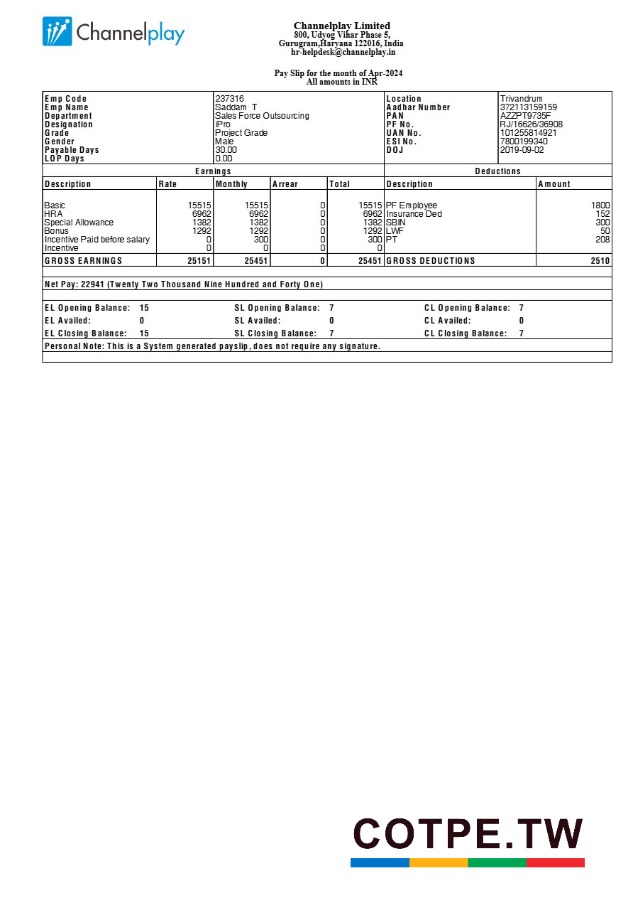 Channelplay
Channelplay Limited
800, Udyog Vihar Phase 5,
Gurugram,Haryana 122016, India
hr-helpdesk@channelplay.in
Pay Slip for the month of Apr-2024
All amounts in INR
Emp Code 237316 Location Trivandrum
Emp Name Saddam T Aadhar Number 372113159159
Department Sales Force Outsourcing PAN AZZPT9735F
Designation iPro PF No. RJ/16626/36908
Grade Project Grade UAN No. 101255814921
Gender Male ESI No. 7800199340
Payable Days 30.00 DOJ 2019-09-02
LOP Days 0.00
Earnings Deductions
Description Rate Monthly Arrear Total Description Amount
Basic 15515 15515 0 15515 PF Employee 1800
HRA 6962 6962 0 6962 Insurance Ded 152
Special Allowance 1382 1382 0 1382 SBIN 300
Bonus 1292 1292 0 1292 LWF 50
Incentive Paid before salary 0 300 0 300 PT 208
Incentive 0 0 0 0
GROSS EARNINGS 25151 25451 0 25451 GROSS DEDUCTIONS 2510
Net Pay: 22941 (Twenty Two Thousand Nine Hundred and Forty One)
EL Opening Balance: 15 SL Opening Balance: 7 CL Opening Balance: 7
EL Availed: 0 SL Availed: 0 CL Availed: 0
EL Closing Balance: 15 SL Closing Balance: 7 CL Closing Balance: 7
Personal Note: This is a System generated payslip, does not require any signature.
COTPE.TW